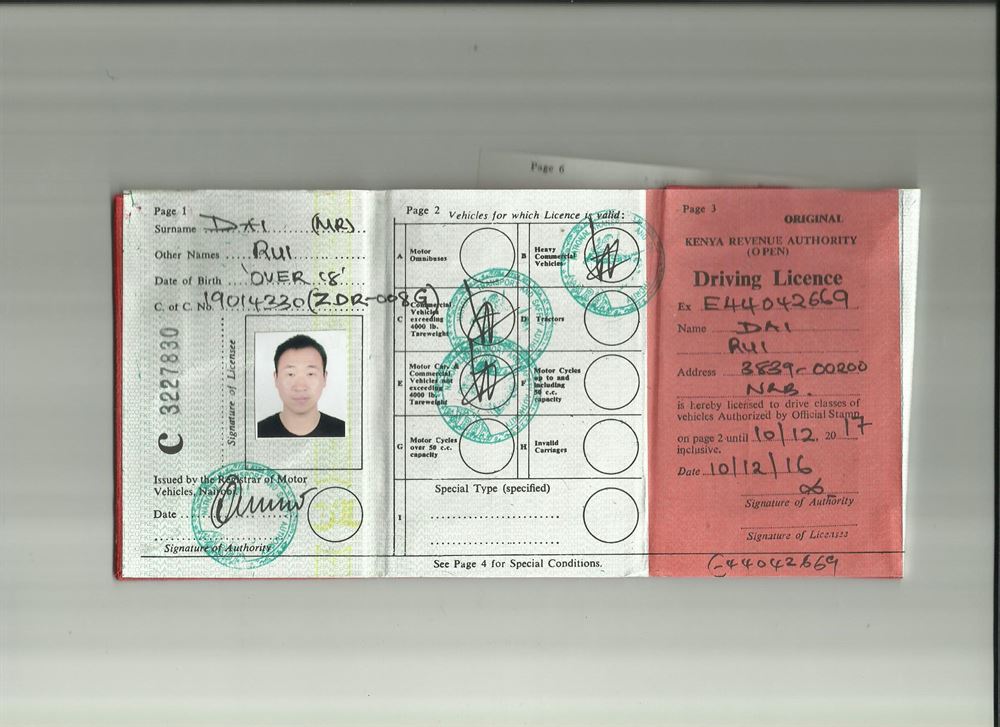 Page 6
Page 1
Surname DAI (MR)
Other Names RUI
Date of Birth 'OVER 18'
C. of C. No. 19014230 (ZDR-008G)
C 3227830
Signature of Licensee
Issued by the Registrar of Motor
Vehicles, Nairobi
Date
Signature of Authority
Page 2
Vehicles for which Licence is valid:
A Motor Omnibuses
B Heavy Commercial Vehicles
C Commercial Vehicles exceeding 4000 lb. Tareweight
D Tractors
E Motor Cars & Commercial Vehicles not exceeding 4000 lb. Tareweight
F Motor Cycles up to and including 50 c.c. capacity
G Motor Cycles over 50 c.c. capacity
H Invalid Carriages
Special Type (specified)
I
See Page 4 for Special Conditions.
Page 3
ORIGINAL
KENYA REVENUE AUTHORITY
(OPEN)
Driving Licence
Ex E44042669
Name DAI
RUI
Address 3839-00200
NRB.
is hereby licensed to drive classes of
vehicles Authorized by Official Stamp
on page 2 until 10/12. 20 17
inclusive.
Date 10/12/16
Signature of Authority
Signature of Licensee
44042669